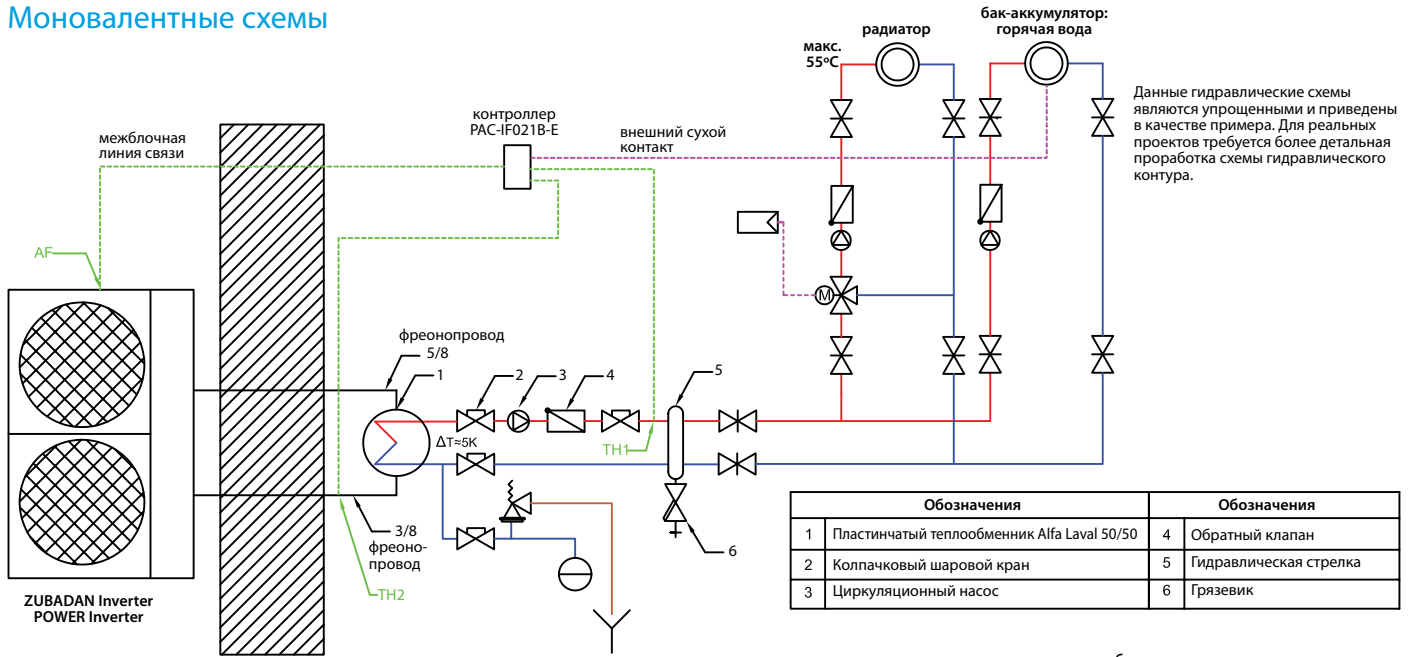 Моновалентные схемы
бак-аккумулятор:
горячая вода
радиатор
макс.
55ºC
Данные гидравлические схемы
являются упрощенными и приведены
в качестве примера. Для реальных
проектов требуется более детальная
проработка схемы гидравлического
контура.
контроллер
PAC-IF021B-E
внешний сухой
контакт
межблочная
линия связи
AF
M
фреонопровод
5/8
1
2
3
4
5
ΔT≈5K
TH1
3/8
фреоно-
провод
6
TH2
ZUBADAN Inverter
POWER Inverter
Обозначения Обозначения
1 Пластинчатый теплообменник Alfa Laval 50/50 4 Обратный клапан
2 Колпачковый шаровой кран 5 Гидравлическая стрелка
3 Циркуляционный насос 6 Грязевик